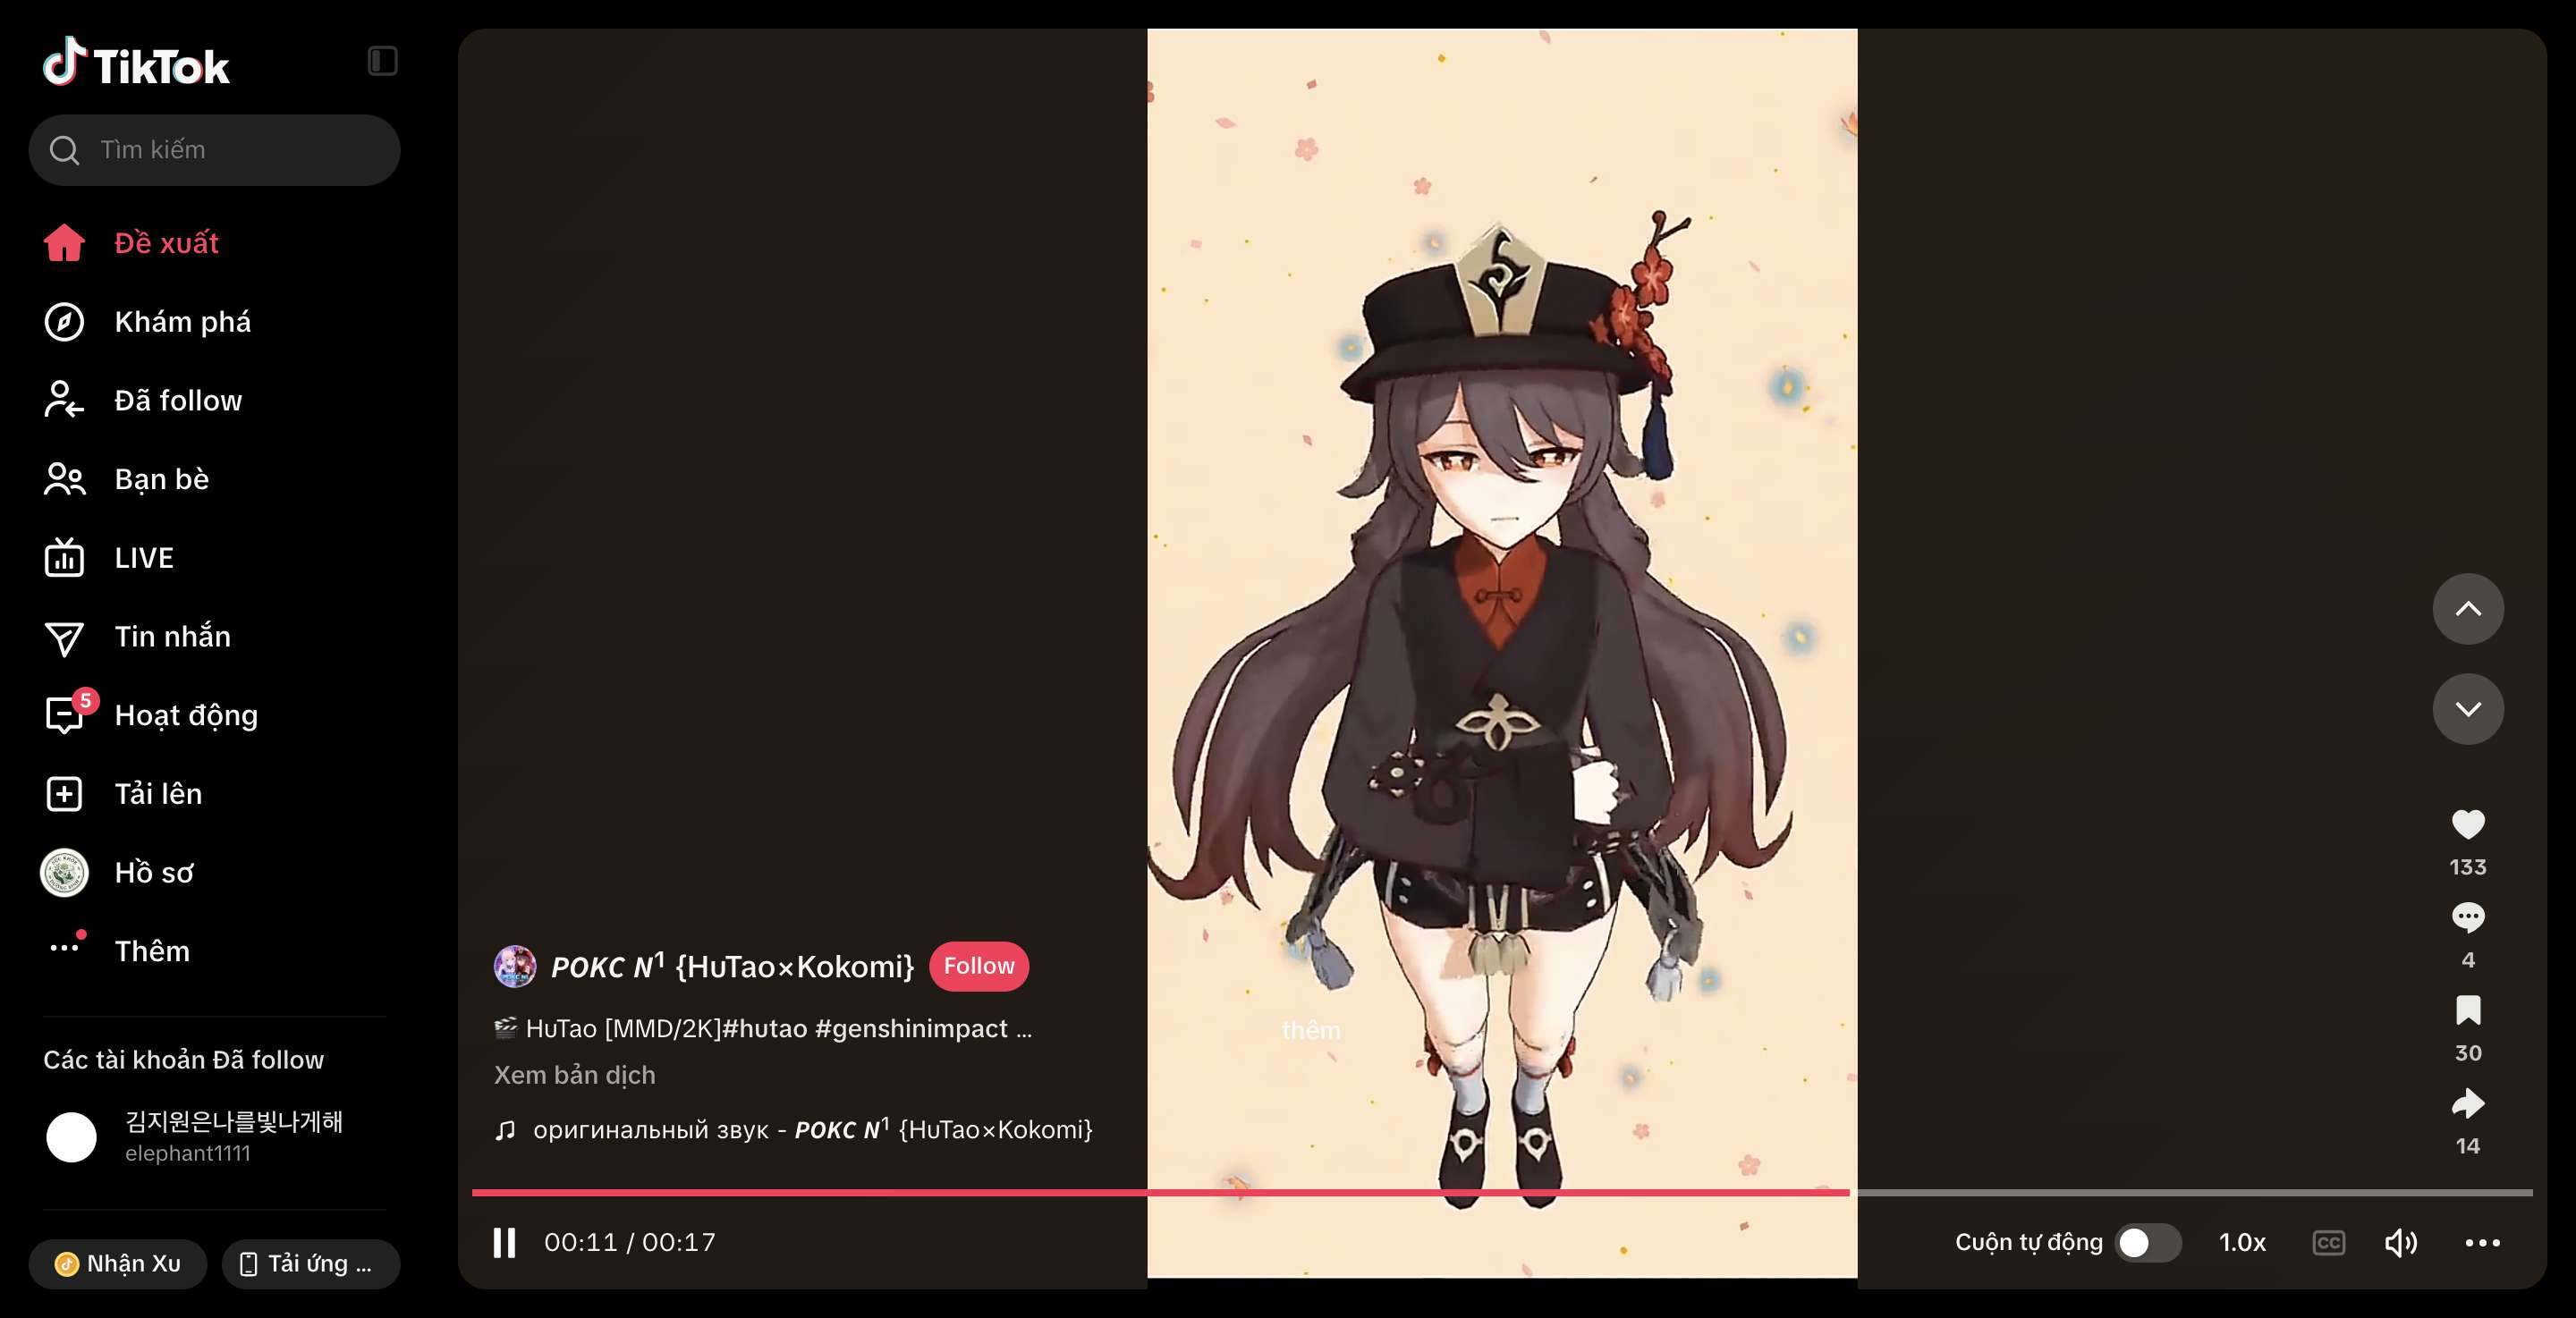 TikTok
Tìm kiếm
Đề xuất
Khám phá
Đã follow
Bạn bè
LIVE
Tin nhắn
5
Hoạt động
Tải lên
Hồ sơ
Thêm
Các tài khoản Đã follow
김지원은나를빛나게해
elephant1111
Nhận Xu
Tải ứng ...
POKC N¹ {HuTao×Kokomi}
Follow
HuTao [MMD/2K]#hutao #genshinimpact ...
thêm
Xem bản dịch
оригинальный звук - POKC N¹ {HuTao×Kokomi}
00:11 / 00:17
133
4
30
14
Cuộn tự động
1.0x
CC